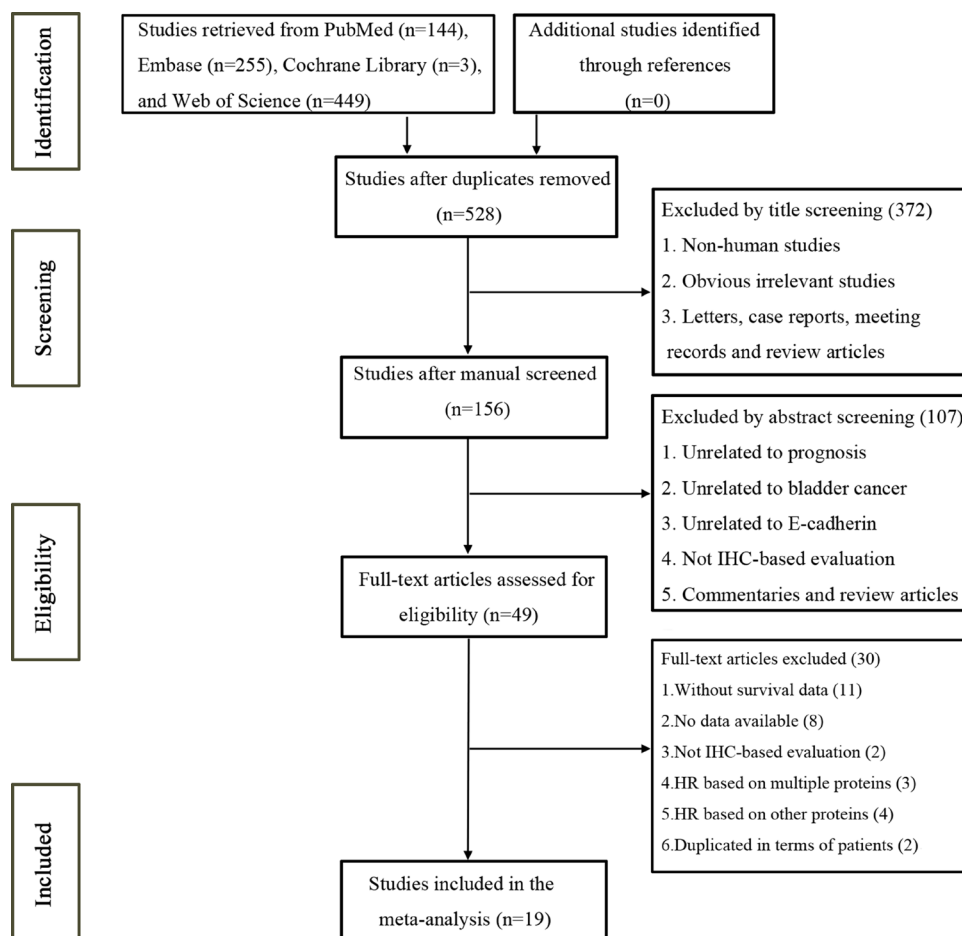 Identification
Studies retrieved from PubMed (n=144),
Embase (n=255), Cochrane Library (n=3),
and Web of Science (n=449)
Additional studies identified
through references
(n=0)
Studies after duplicates removed
(n=528)
Excluded by title screening (372)
1. Non-human studies
2. Obvious irrelevant studies
3. Letters, case reports, meeting
records and review articles
Screening
Studies after manual screened
(n=156)
Excluded by abstract screening (107)
1. Unrelated to prognosis
2. Unrelated to bladder cancer
3. Unrelated to E-cadherin
4. Not IHC-based evaluation
5. Commentaries and review articles
Eligibility
Full-text articles assessed for
eligibility (n=49)
Full-text articles excluded (30)
1.Without survival data (11)
2.No data available (8)
3.Not IHC-based evaluation (2)
4.HR based on multiple proteins (3)
5.HR based on other proteins (4)
6.Duplicated in terms of patients (2)
Included
Studies included in the
meta-analysis (n=19)